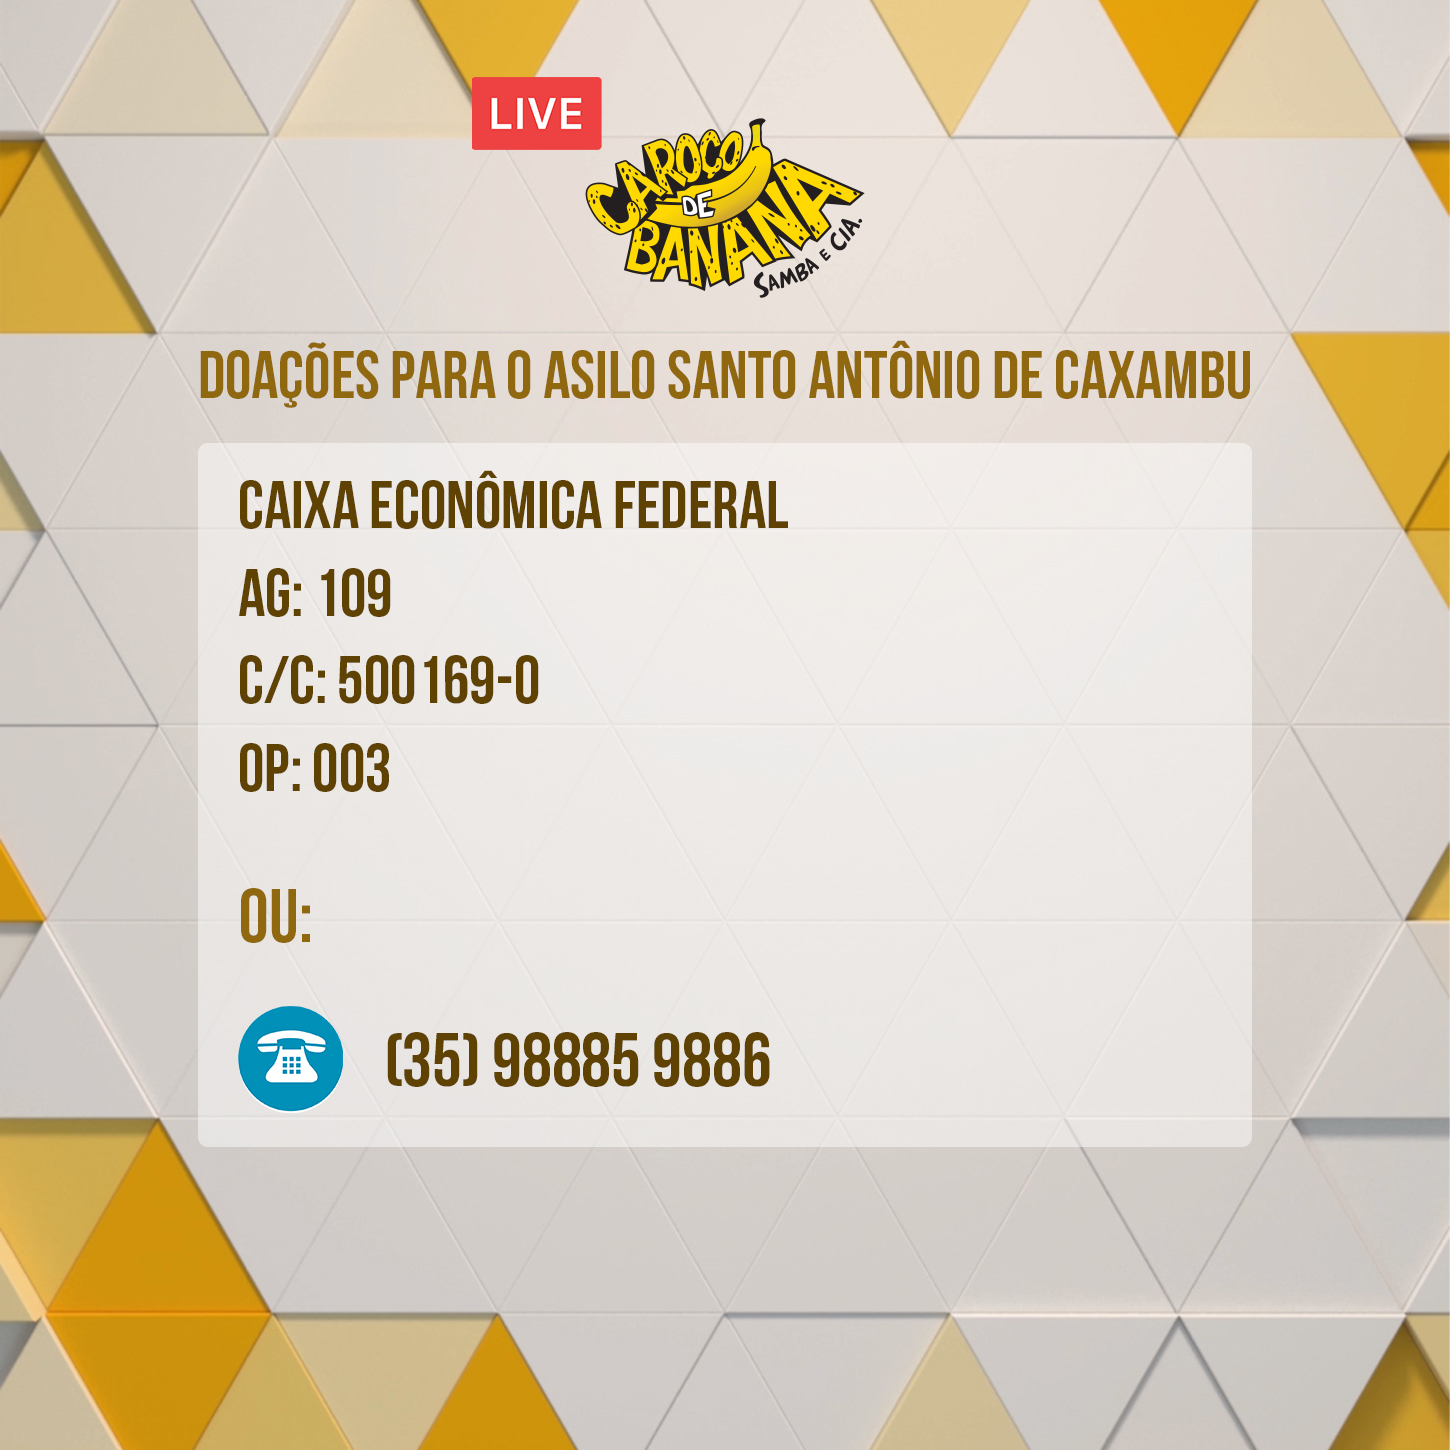 LIVE
CAROÇO
DE
BANANA
SAMBA E CIA.
DOAÇÕES PARA O ASILO SANTO ANTÔNIO DE CAXAMBU
CAIXA ECONÔMICA FEDERAL
AG: 109
C/C: 500169-0
OP: 003
OU:
(35) 98885 9886